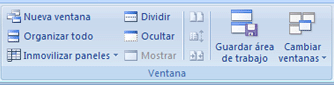 Nueva ventana
Organizar todo
Inmovilizar paneles
Dividir
Ocultar
Mostrar
Guardar área
de trabajo
Cambiar
ventanas
Ventana